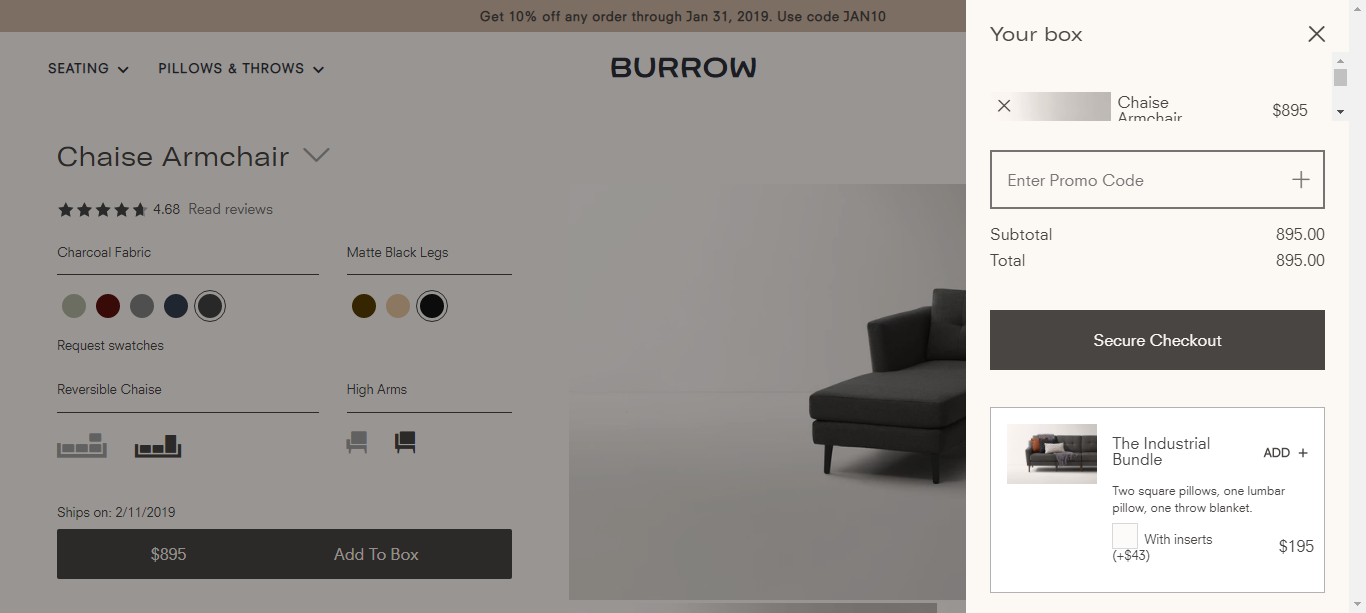 Get 10% off any order through Jan 31, 2019. Use code JAN10
SEATING
PILLOWS & THROWS
BURROW
Chaise Armchair
4.68 Read reviews
Charcoal Fabric
Matte Black Legs
Request swatches
Reversible Chaise
High Arms
Ships on: 2/11/2019
$895
Add To Box
Your box
Chaise
Armchair
$895
Enter Promo Code
Subtotal
895.00
Total
895.00
Secure Checkout
The Industrial
Bundle
ADD +
Two square pillows, one lumbar
pillow, one throw blanket.
With inserts
(+$43)
$195